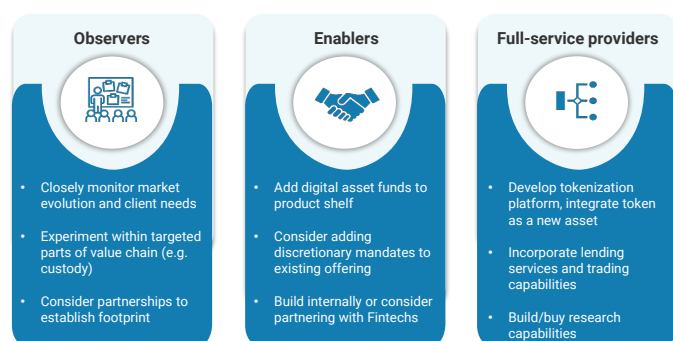 Observers
• Closely monitor market
evolution and client needs
• Experiment within targeted
parts of value chain (e.g.
custody)
• Consider partnerships to
establish footprint
Enablers
• Add digital asset funds to
product shelf
• Consider adding
discretionary mandates to
existing offering
• Build internally or consider
partnering with Fintechs
Full-service providers
• Develop tokenization
platform, integrate token
as a new asset
• Incorporate lending
services and trading
capabilities
• Build/buy research
capabilities